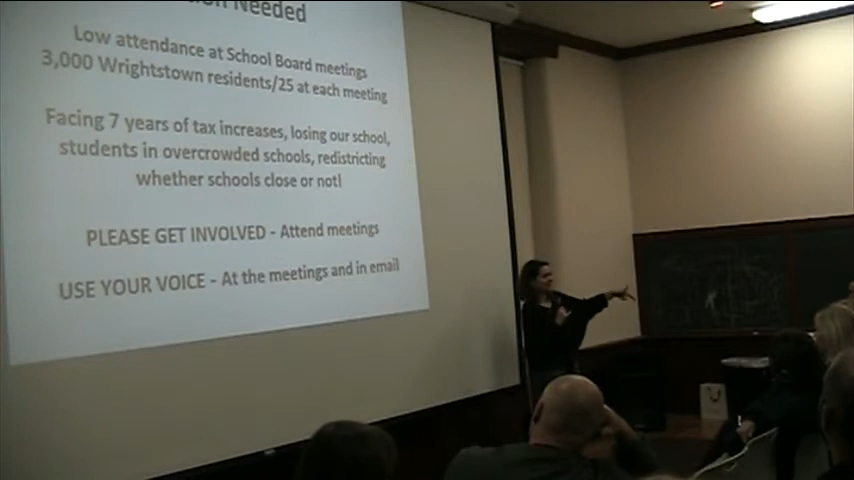 Needed
Low attendance at School Board meetings
3,000 Wrightstown residents/25 at each meeting
Facing 7 years of tax increases, losing our school,
students in overcrowded schools, redistricting
whether schools close or not!
PLEASE GET INVOLVED - Attend meetings
USE YOUR VOICE - At the meetings and in email